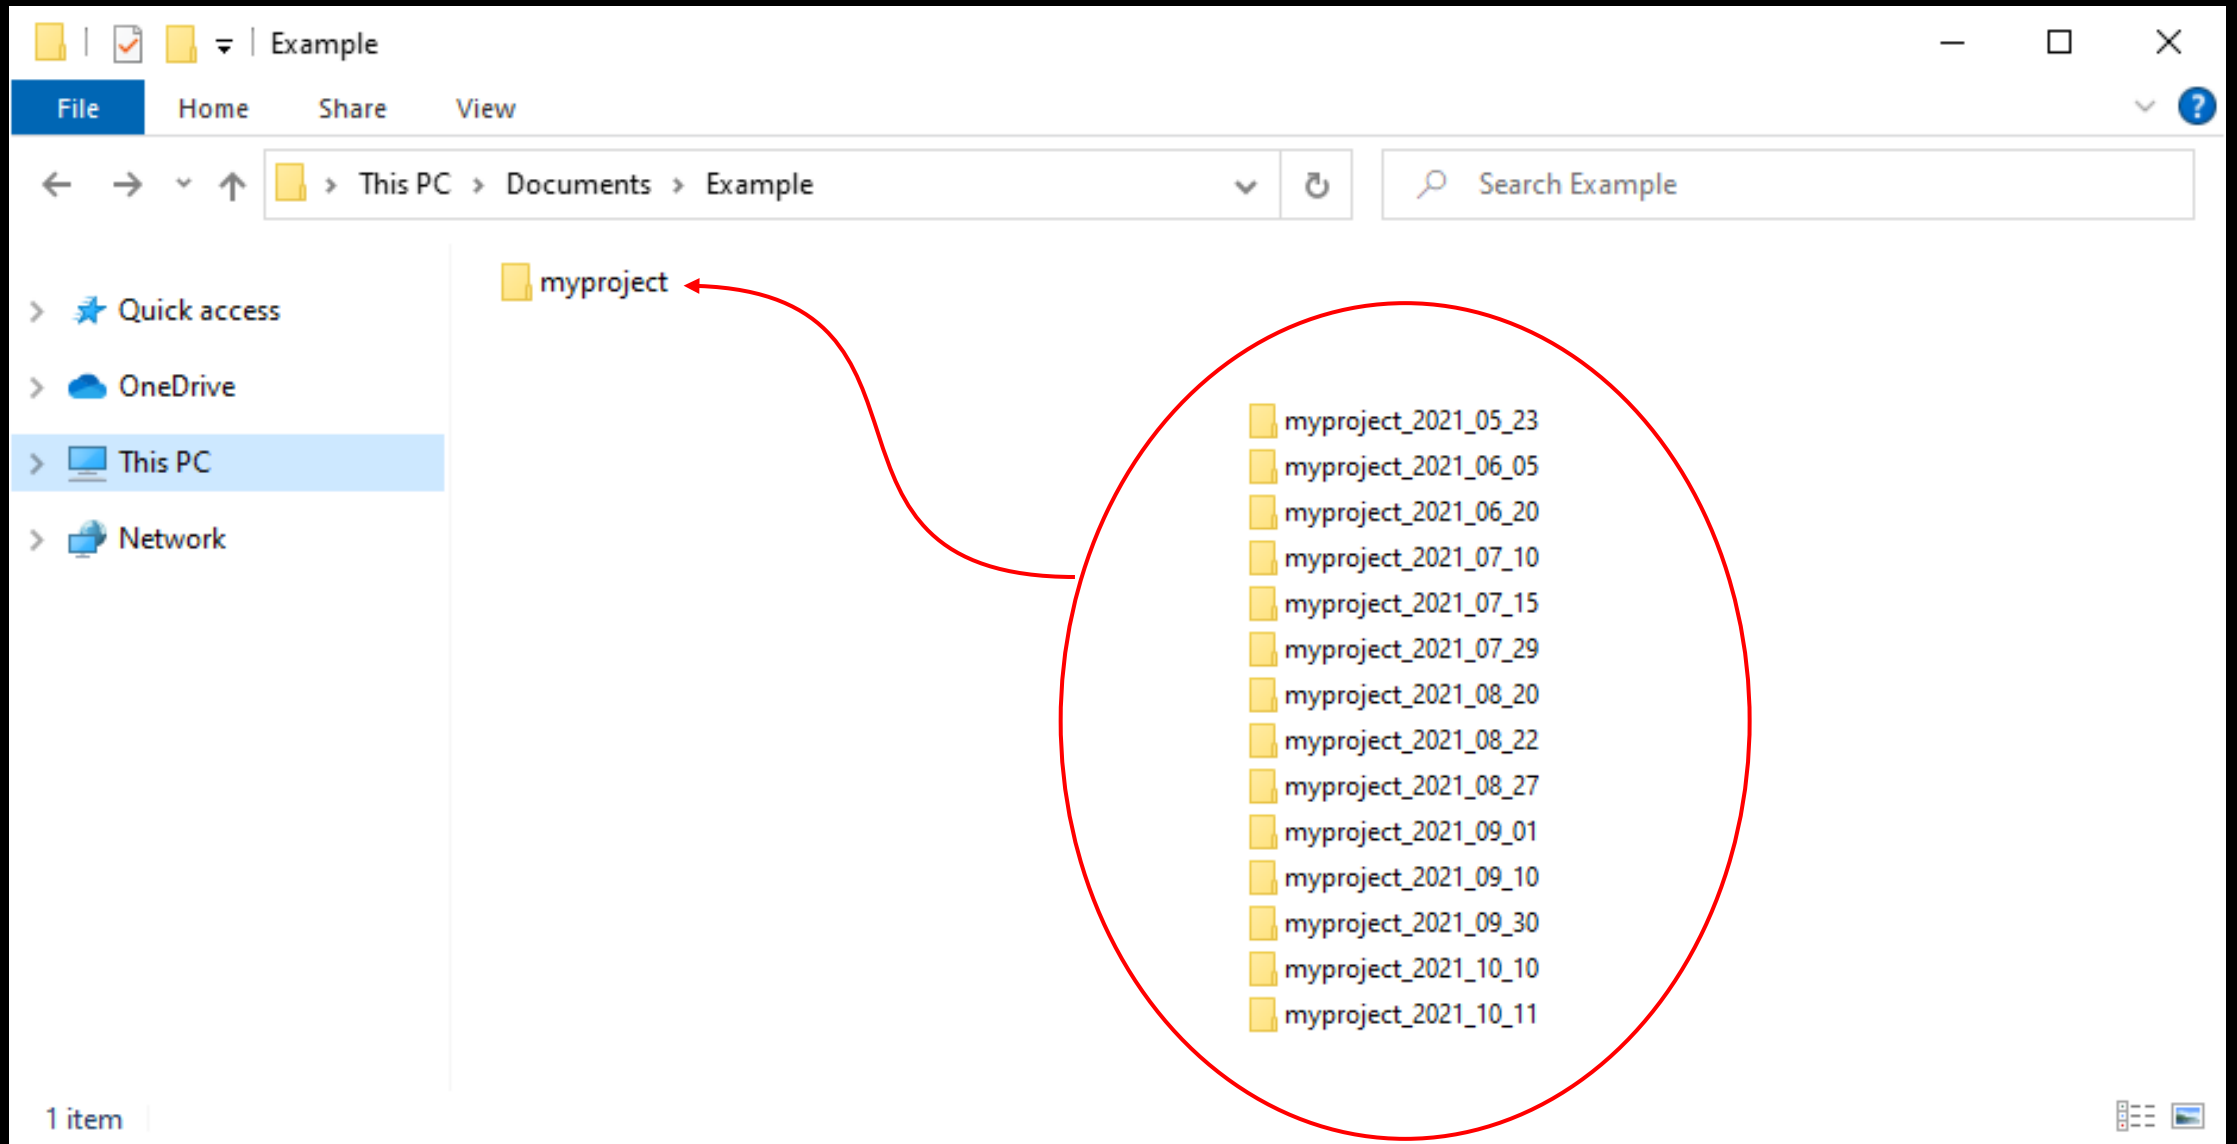 Example
File Home Share View
?
This PC Documents Example
Search Example
Quick access
OneDrive
This PC
Network
myproject
myproject_2021_05_23
myproject_2021_06_05
myproject_2021_06_20
myproject_2021_07_10
myproject_2021_07_15
myproject_2021_07_29
myproject_2021_08_20
myproject_2021_08_22
myproject_2021_08_27
myproject_2021_09_01
myproject_2021_09_10
myproject_2021_09_30
myproject_2021_10_10
myproject_2021_10_11
1 item